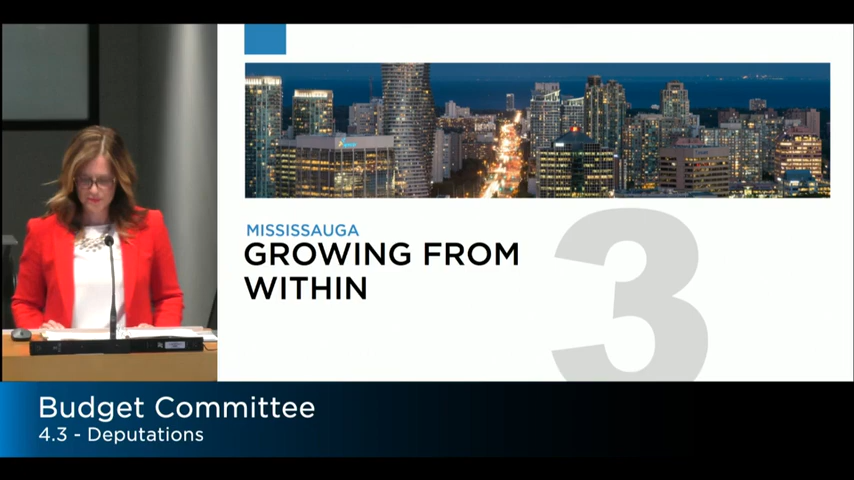 MISSISSAUGA
GROWING FROM
WITHIN
3
Budget Committee
4.3 - Deputations